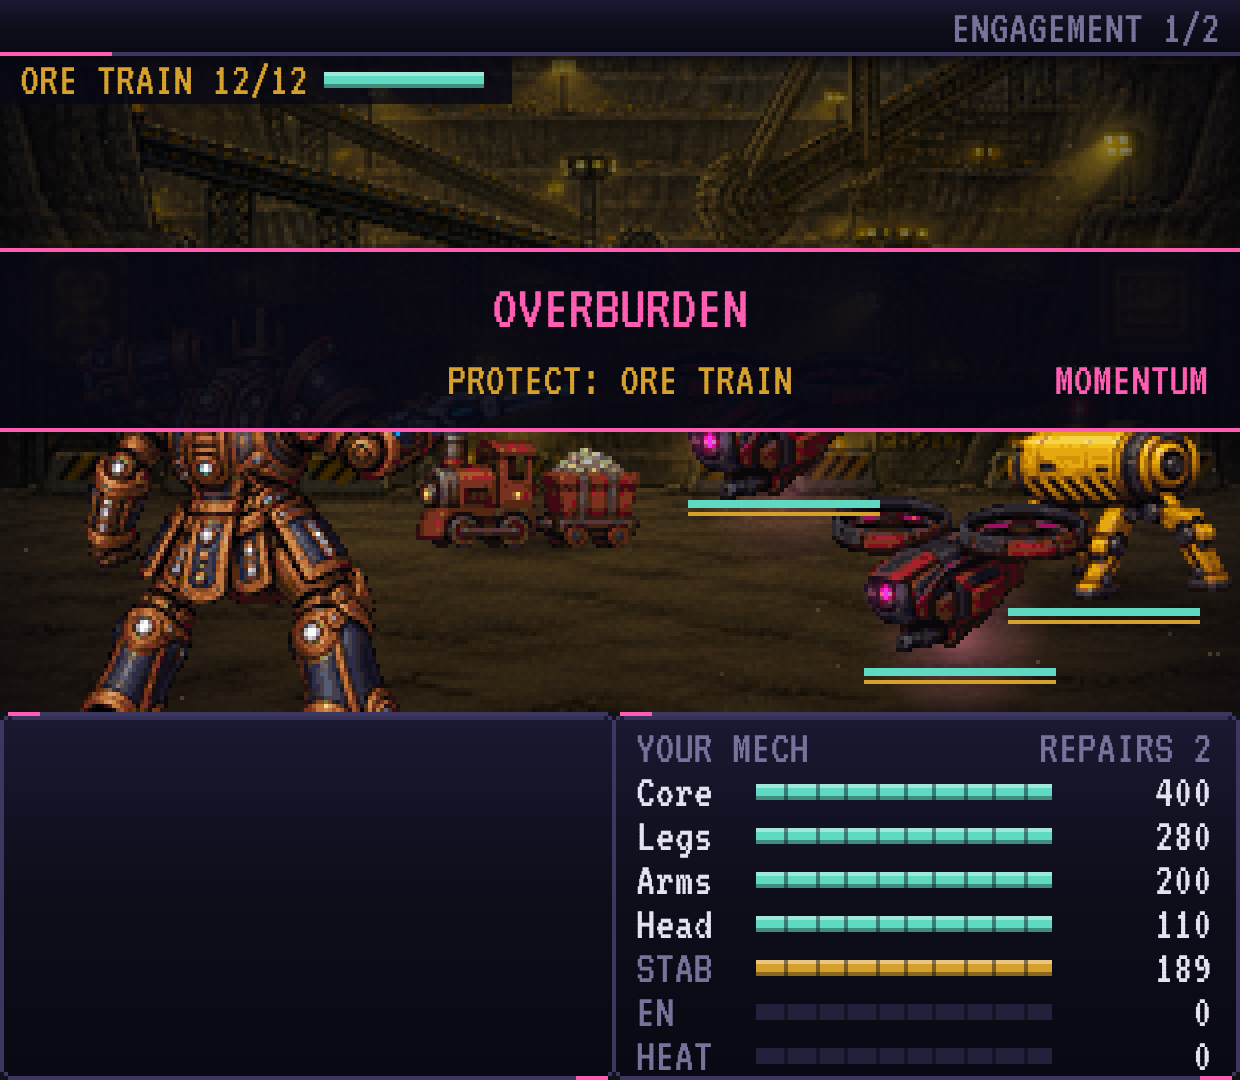 ENGAGEMENT 1/2
ORE TRAIN 12/12
OVERBURDEN
PROTECT: ORE TRAIN
MOMENTUM
YOUR MECH REPAIRS 2
Core 400
Legs 280
Arms 200
Head 110
STAB 189
EN 0
HEAT 0